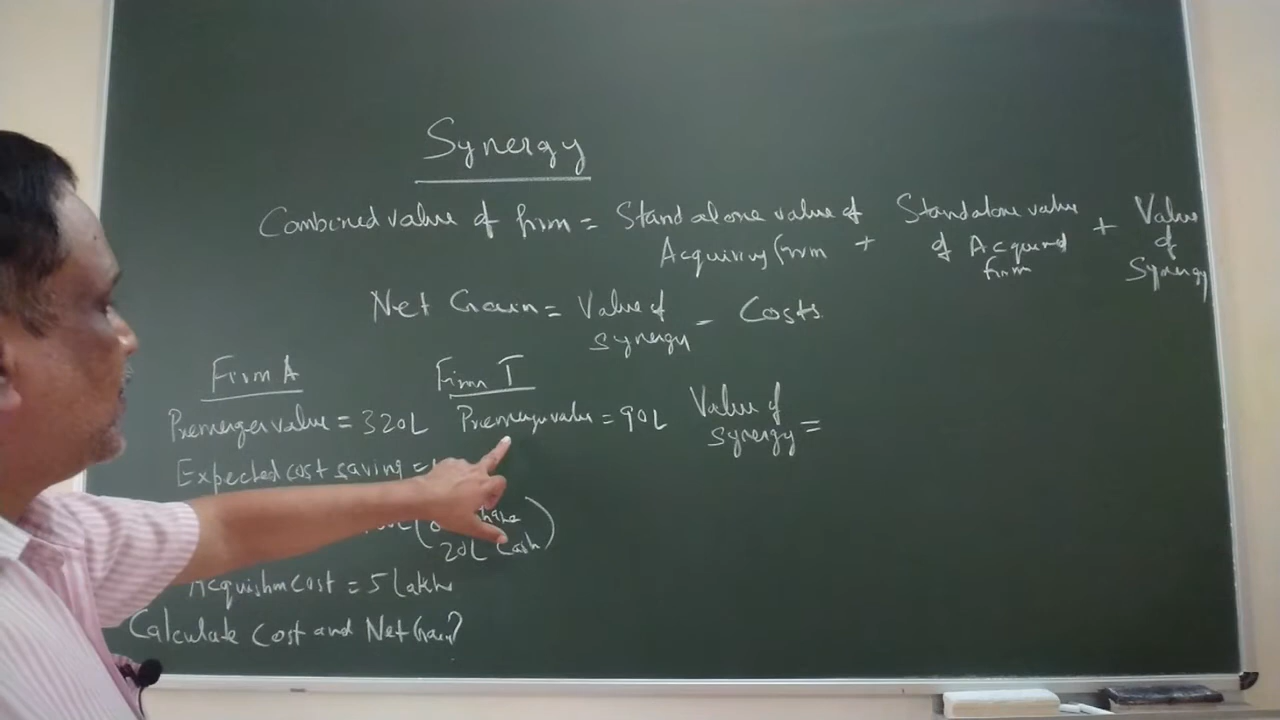 Synergy
Combined value of firm = Standalone value of Acquiring firm + Standalone value of Acquired firm + Value of Synergy
Net Gain = Value of Synergy - Costs
Firm A
Firm T
Premerger value = 320L
Premerger value = 90L
Value of Synergy =
Expected cost saving =
20L Cash)
Acquisition Cost = 5 Lakhs
Calculate Cost and Net Gain?